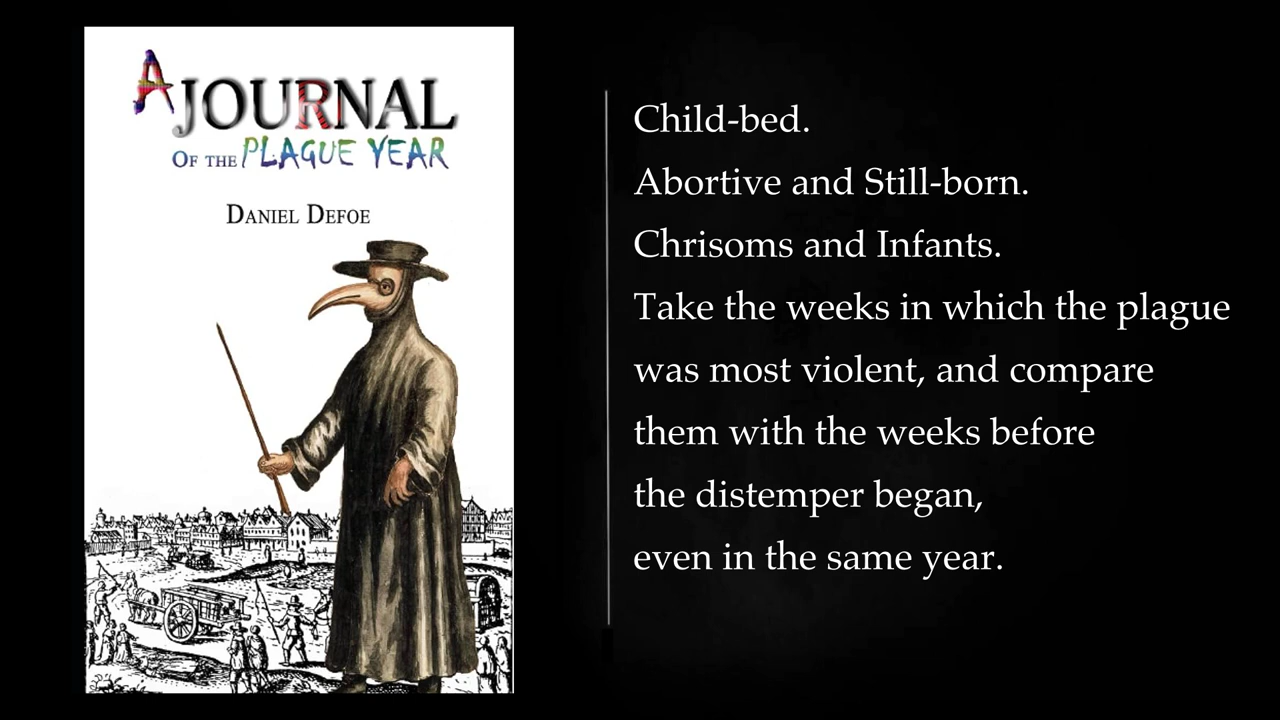 A JOURNAL
OF THE PLAGUE YEAR
DANIEL DEFOE
Child-bed.
Abortive and Still-born.
Chrisoms and Infants.
Take the weeks in which the plague
was most violent, and compare
them with the weeks before
the distemper began,
even in the same year.